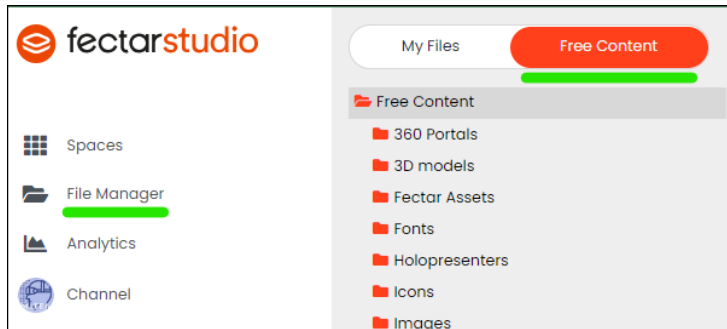 fectarstudio
Spaces
File Manager
Analytics
Channel
My Files
Free Content
Free Content
360 Portals
3D models
Fectar Assets
Fonts
Holopresenters
Icons
Images